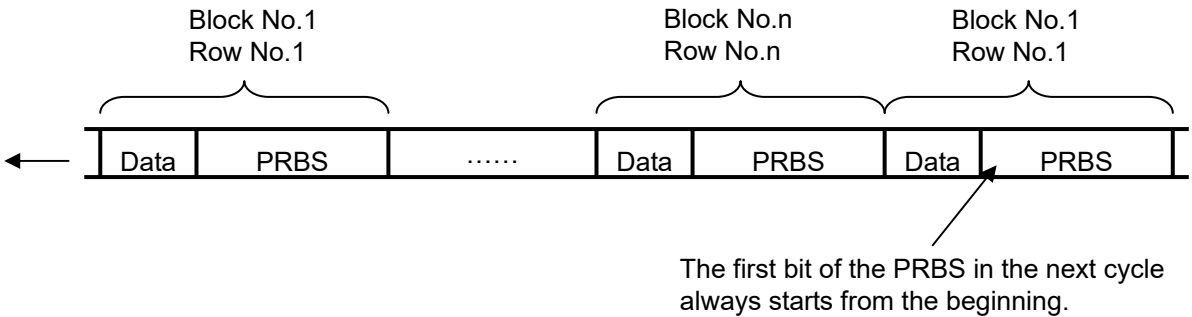 Block No.1
Row No.1
Block No.n
Row No.n
Block No.1
Row No.1
Data PRBS ...... Data PRBS Data PRBS
The first bit of the PRBS in the next cycle
always starts from the beginning.